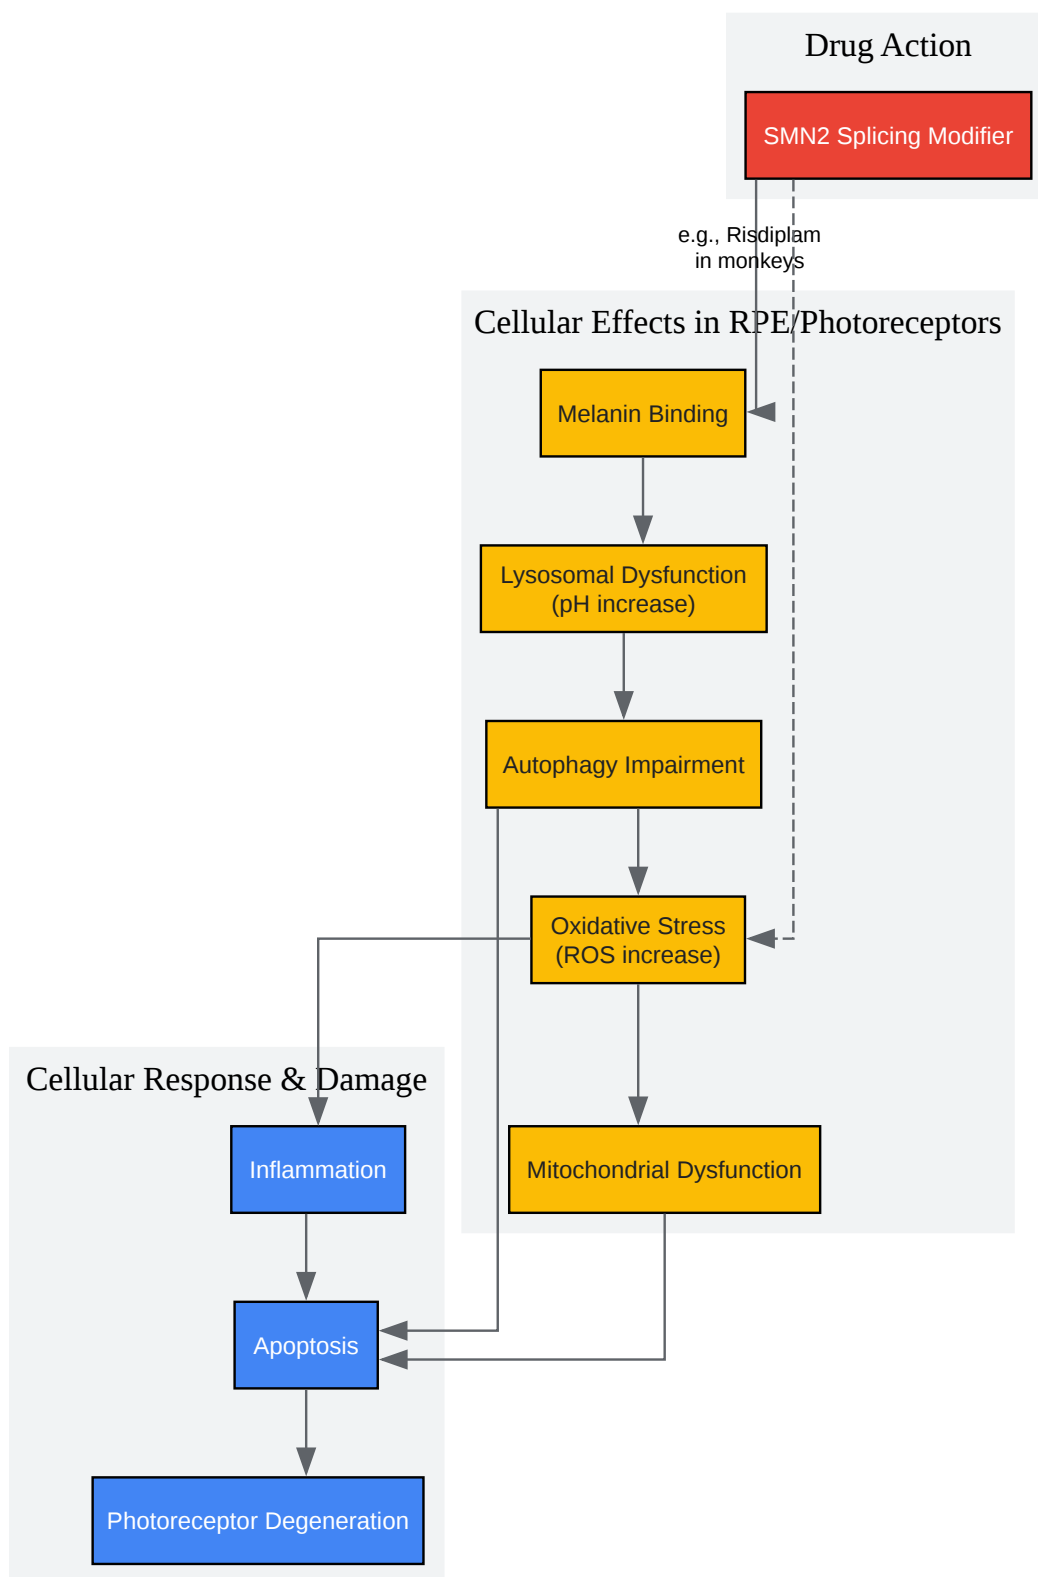 Drug Action
SMN2 Splicing Modifier
e.g., Risdiplam
in monkeys
Cellular Effects in RPE/Photoreceptors
Melanin Binding
Lysosomal Dysfunction
(pH increase)
Autophagy Impairment
Oxidative Stress
(ROS increase)
Mitochondrial Dysfunction
Cellular Response & Damage
Inflammation
Apoptosis
Photoreceptor Degeneration